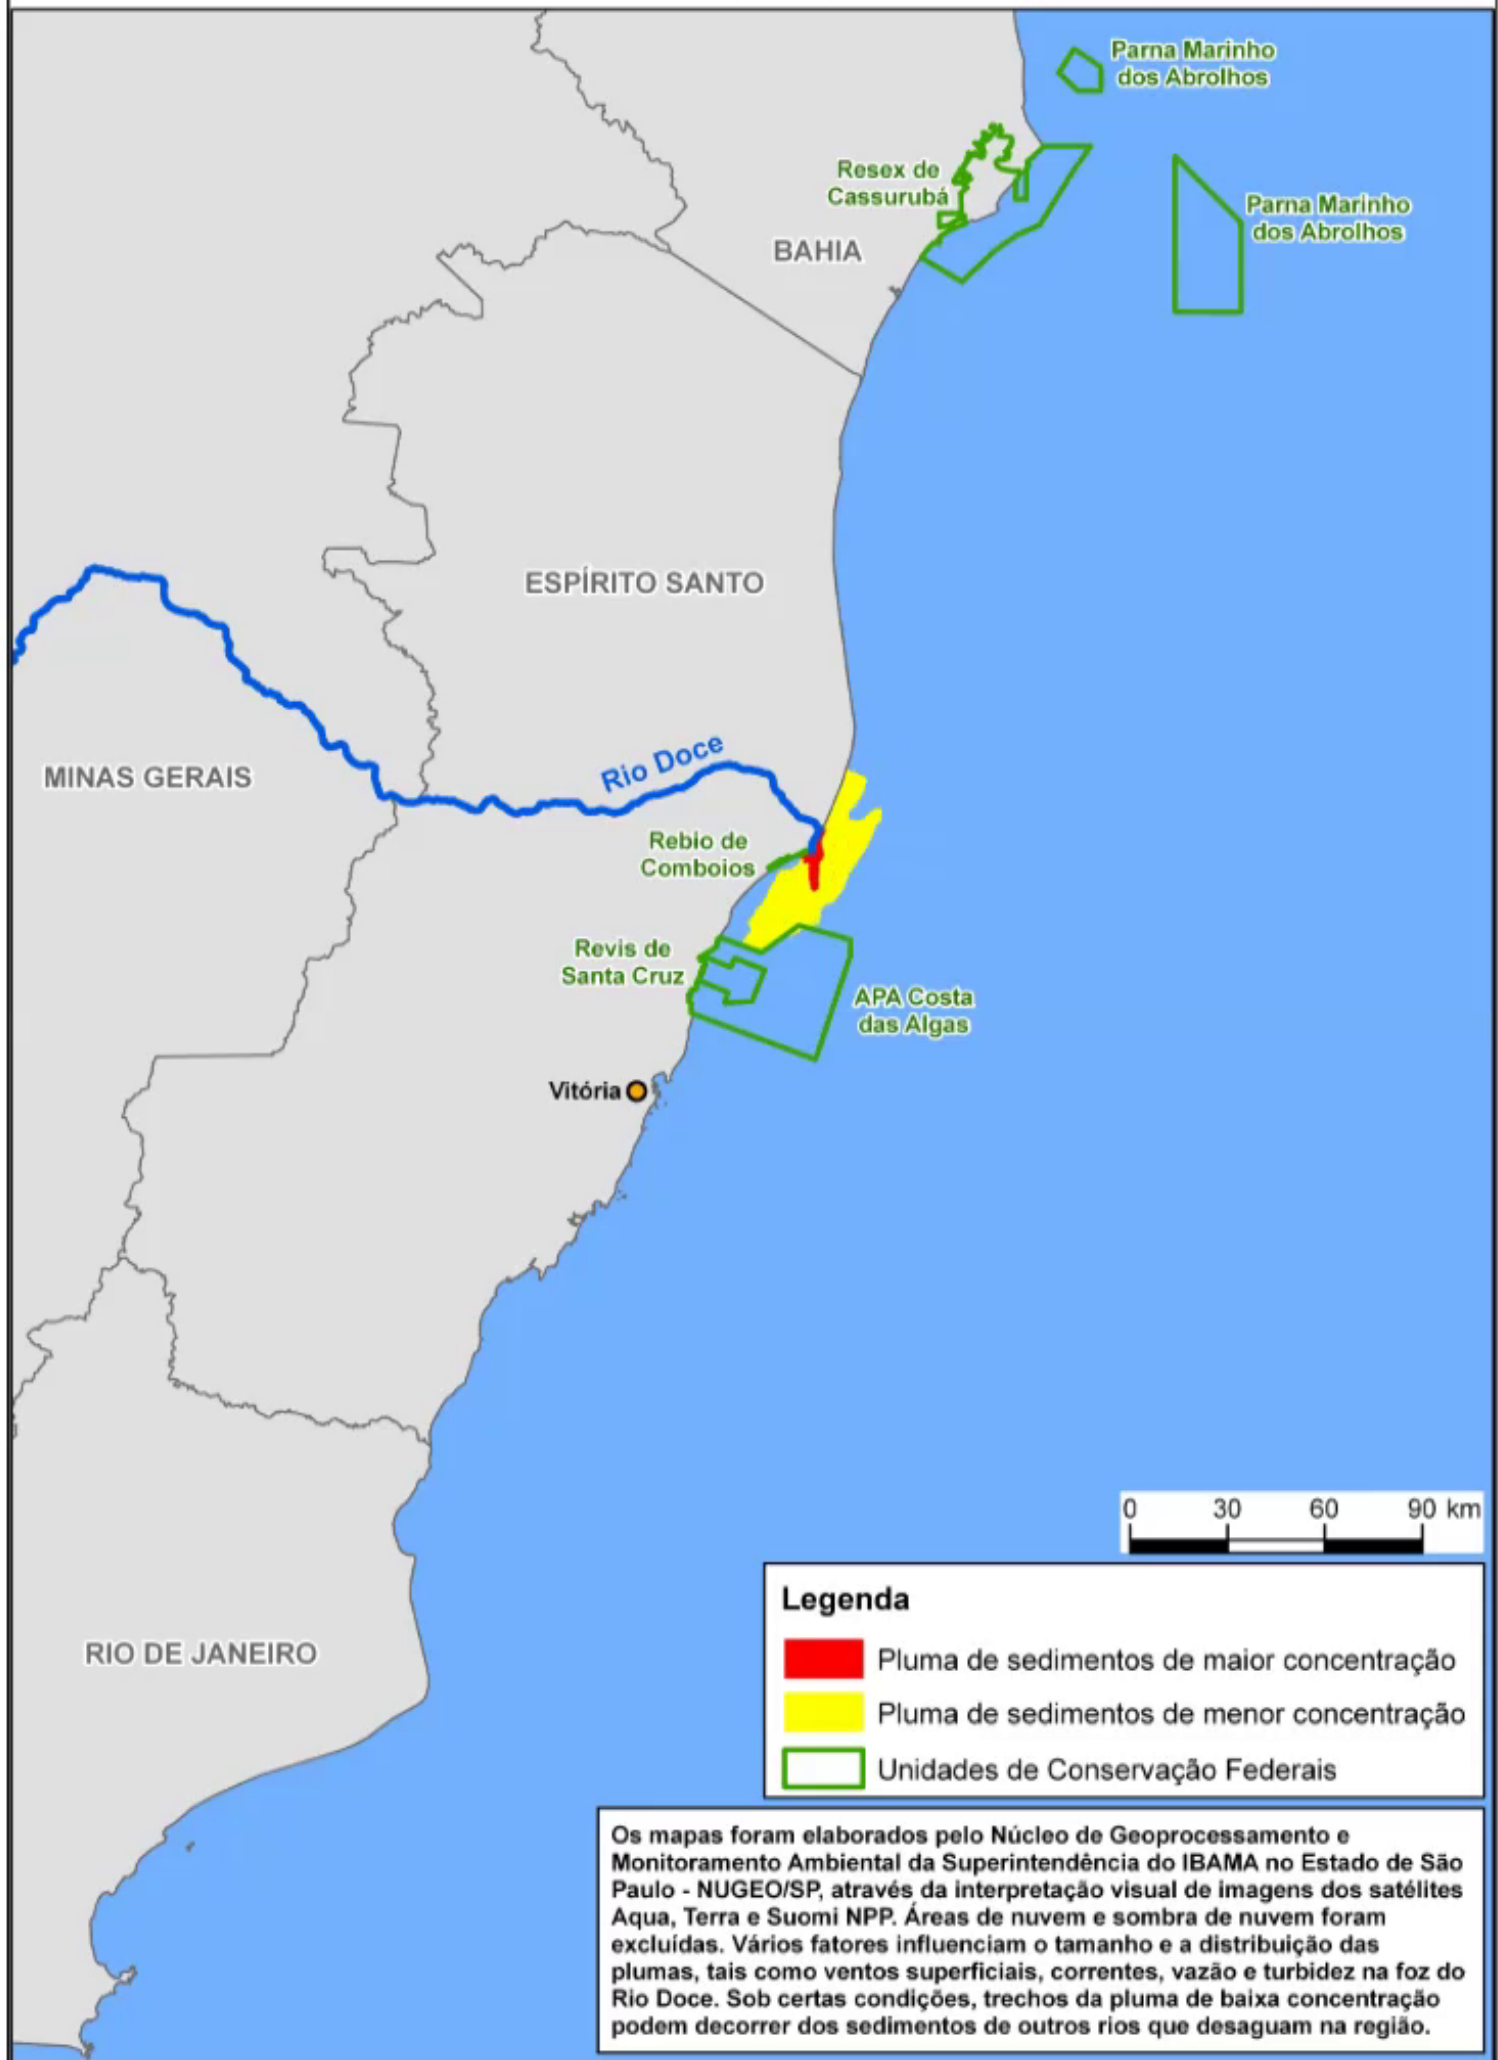 Parna Marinho
dos Abrolhos
Resex de
Cassurubá
Parna Marinho
dos Abrolhos
BAHIA
ESPÍRITO SANTO
Rio Doce
MINAS GERAIS
Rebio de
Comboios
Revis de
Santa Cruz
APA Costa
das Algas
Vitória
0 30 60 90 km
Legenda
Pluma de sedimentos de maior concentração
Pluma de sedimentos de menor concentração
Unidades de Conservação Federais
RIO DE JANEIRO
Os mapas foram elaborados pelo Núcleo de Geoprocessamento e
Monitoramento Ambiental da Superintendência do IBAMA no Estado de São
Paulo - NUGEO/SP, através da interpretação visual de imagens dos satélites
Aqua, Terra e Suomi NPP. Áreas de nuvem e sombra de nuvem foram
excluídas. Vários fatores influenciam o tamanho e a distribuição das
plumas, tais como ventos superficiais, correntes, vazão e turbidez na foz do
Rio Doce. Sob certas condições, trechos da pluma de baixa concentração
podem decorrer dos sedimentos de outros rios que desaguam na região.